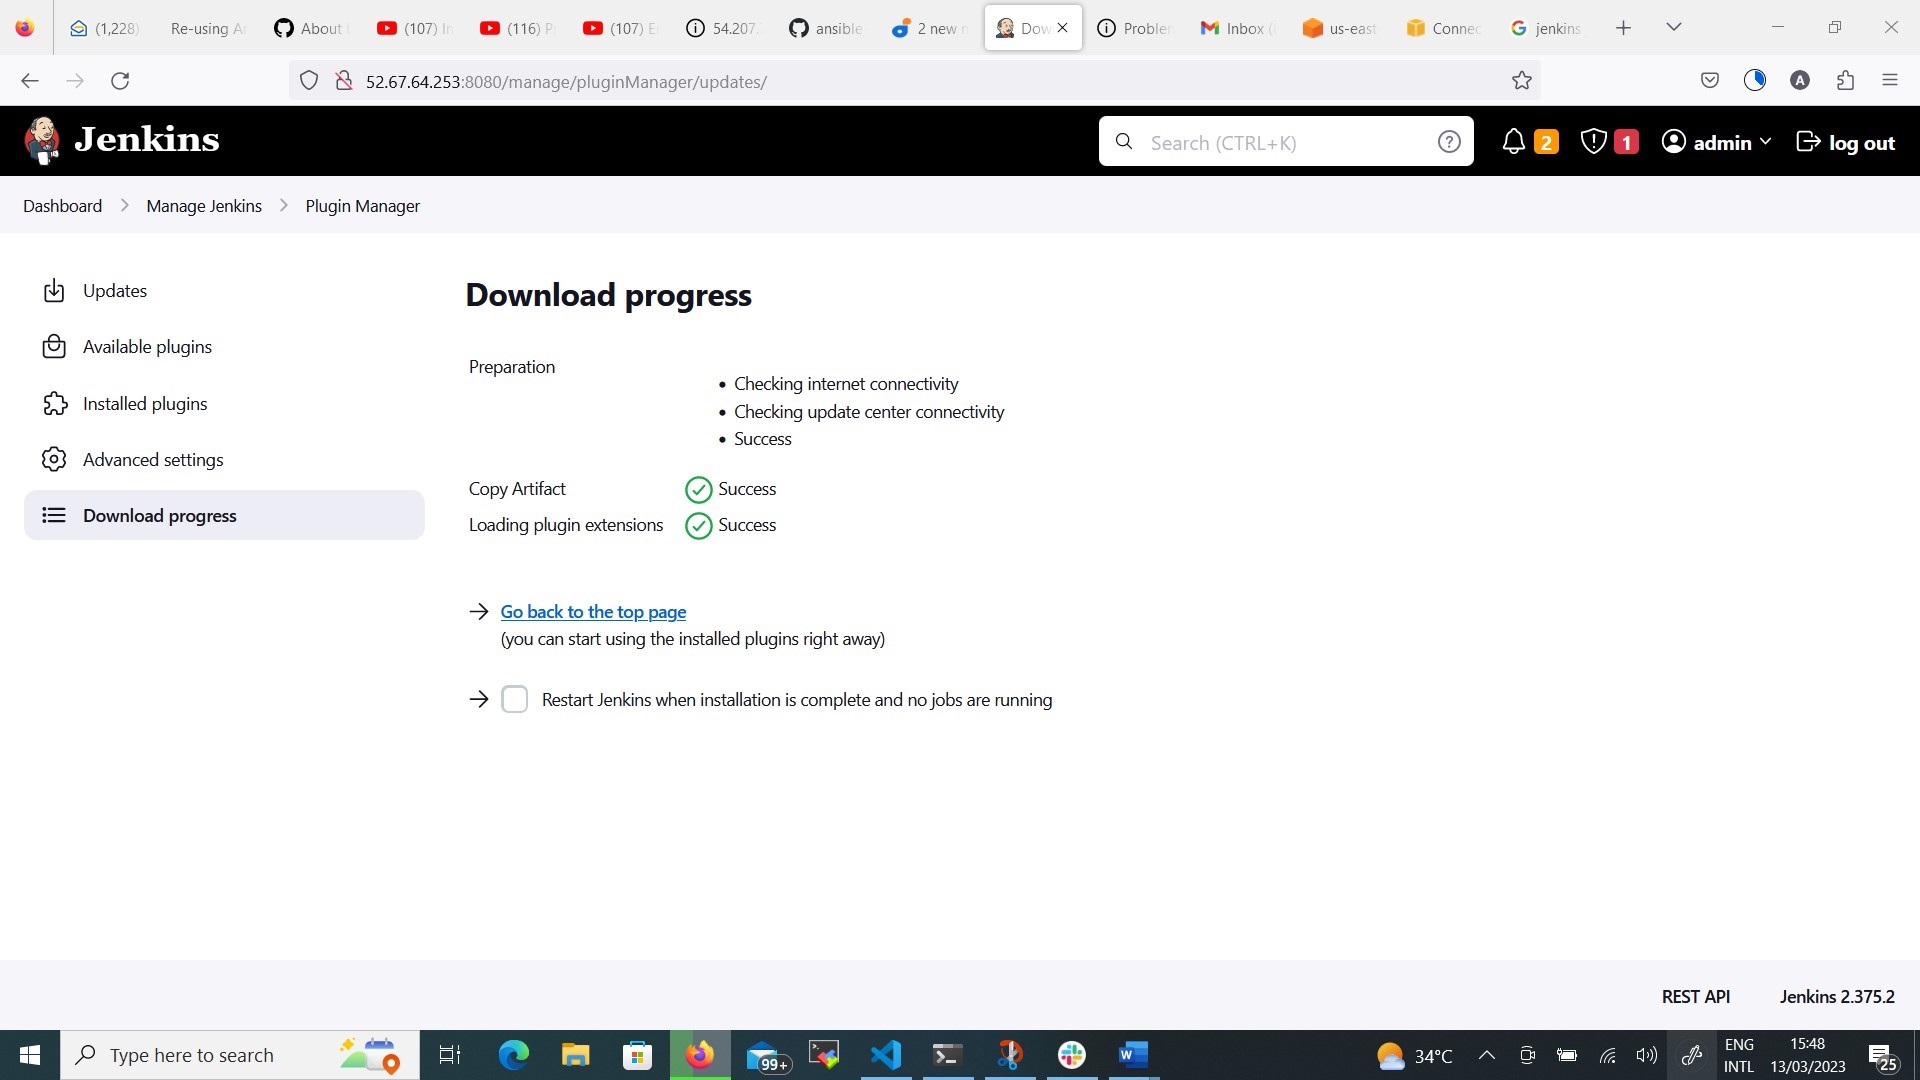 (1,228)
Re-using A
About
(107) I
(116) P
(107) E
54.207.
ansible
2 new
Dow
Problem
Inbox (
us-east
Connec
jenkins
52.67.64.253:8080/manage/pluginManager/updates/
A
Jenkins
Search (CTRL+K)
2
1
admin
log out
Dashboard
Manage Jenkins
Plugin Manager
Updates
Available plugins
Installed plugins
Advanced settings
Download progress
Download progress
Preparation
Checking internet connectivity
Checking update center connectivity
Success
Copy Artifact
Success
Loading plugin extensions
Success
Go back to the top page
(you can start using the installed plugins right away)
Restart Jenkins when installation is complete and no jobs are running
REST API
Jenkins 2.375.2
Type here to search
99+
34°C
ENG
INTL
15:48
13/03/2023
25